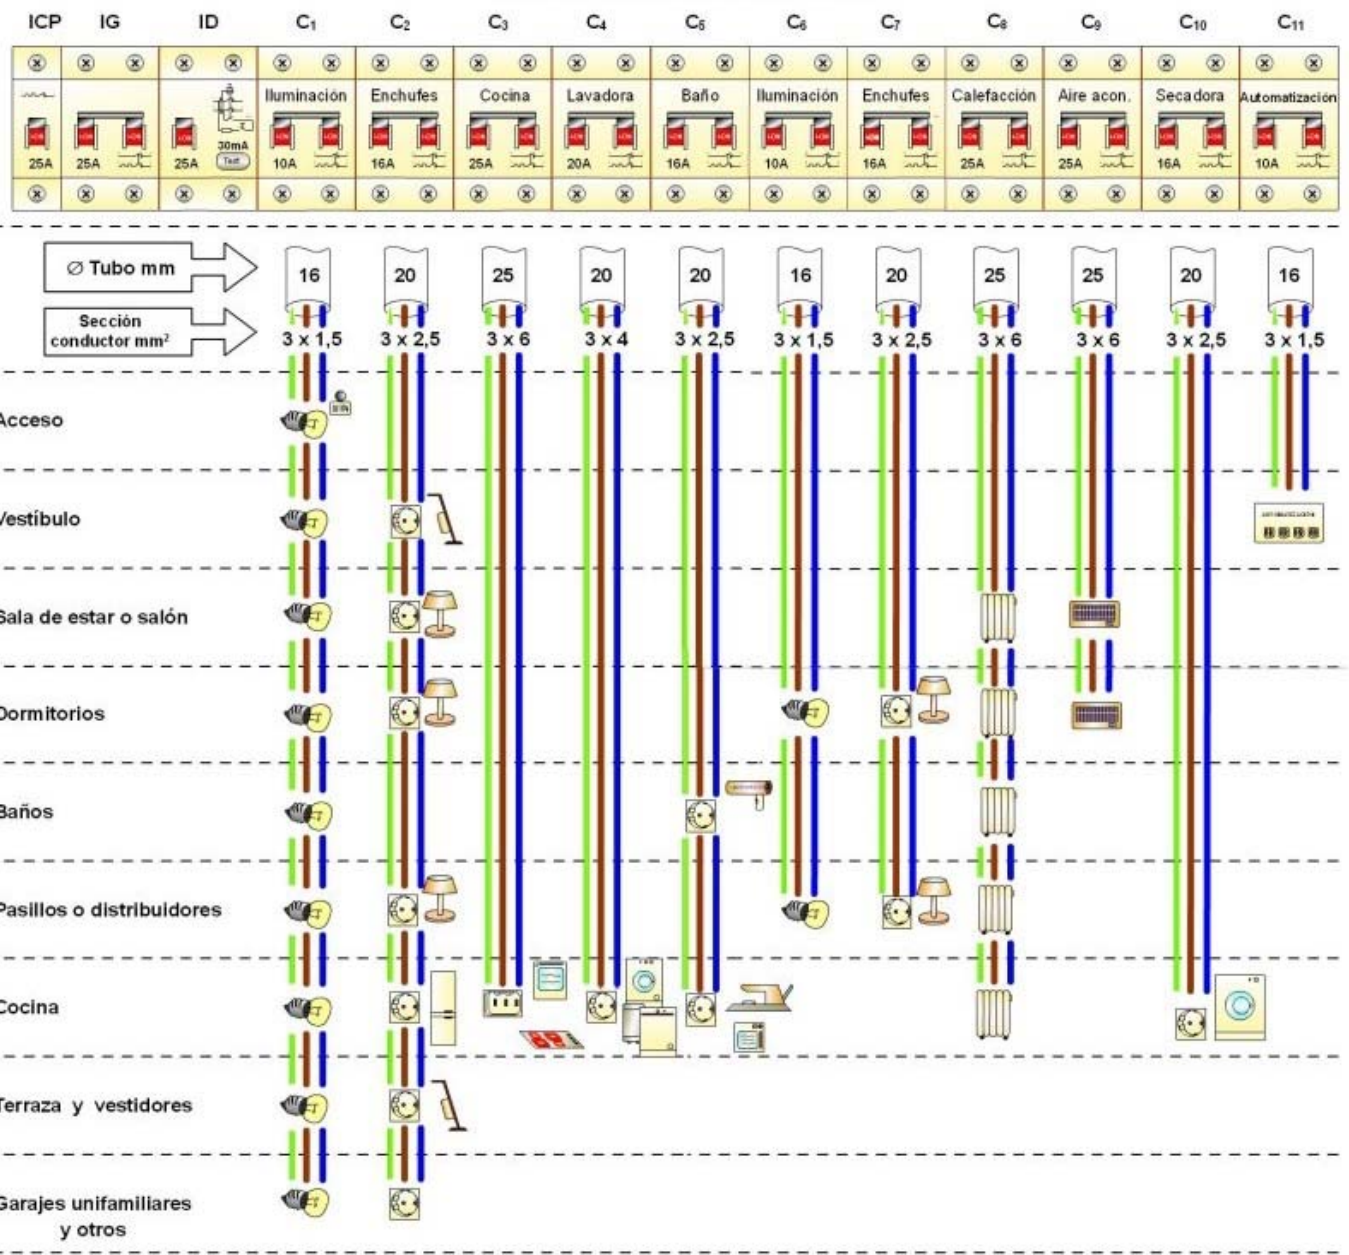 ICP IG ID C₁ C₂ C₃ C₄ C₅ C₆ C₇ C₈ C₉ C₁₀ C₁₁
Iluminación Enchufes Cocina Lavadora Baño Iluminación Enchufes Calefacción Aire acon. Secadora Automatización
30mA
25A 25A 25A Test 10A 16A 25A 20A 16A 10A 16A 25A 25A 16A 10A
Ø Tubo mm 16 20 25 20 20 16 20 25 25 20 16
Sección
conductor mm² 3 x 1,5 3 x 2,5 3 x 6 3 x 4 3 x 2,5 3 x 1,5 3 x 2,5 3 x 6 3 x 6 3 x 2,5 3 x 1,5
Acceso
Vestíbulo
Sala de estar o salón
Dormitorios
Baños
Pasillos o distribuidores
Cocina
Terraza y vestidores
Garajes unifamiliares
y otros